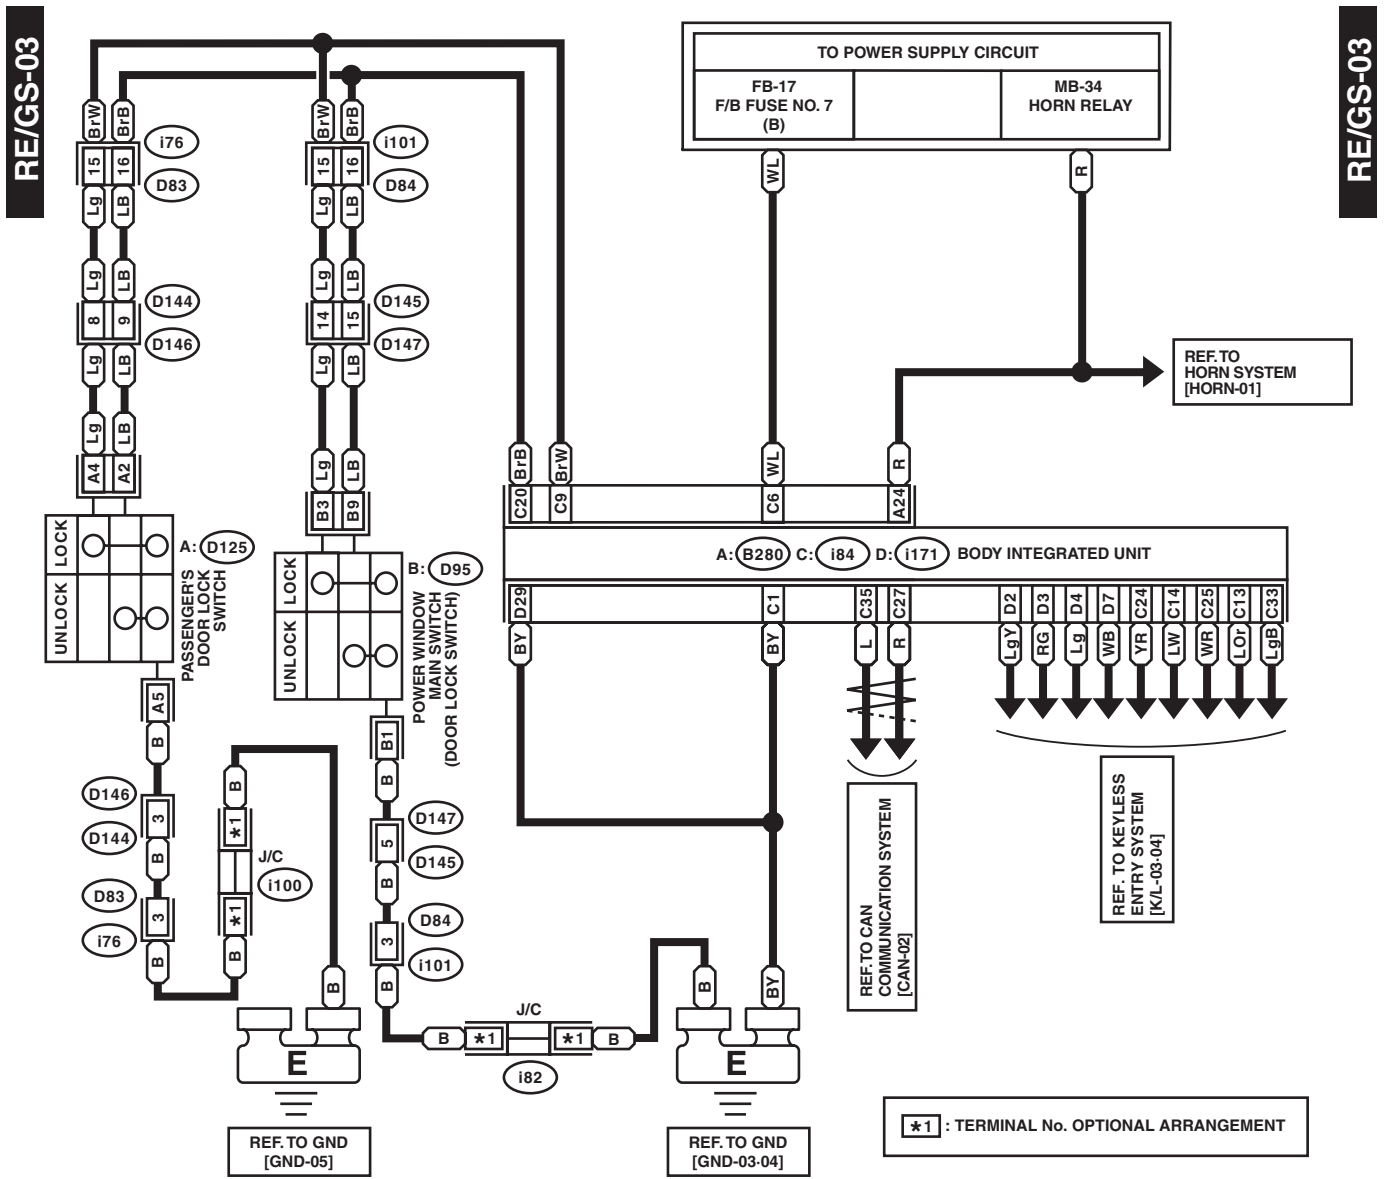 RE/GS-03
RE/GS-03
TO POWER SUPPLY CIRCUIT
FB-17
F/B FUSE NO. 7
(B)
MB-34
HORN RELAY
BrW
BrB
BrW
BrB
WL
R
15
16
i76
D83
15
16
i101
D84
Lg
LB
Lg
LB
Lg
LB
Lg
LB
8
9
D144
D146
14
15
D145
D147
Lg
LB
Lg
LB
REF.TO
HORN SYSTEM
[HORN-01]
Lg
LB
Lg
LB
BrB
BrW
WL
R
A4
A2
B3
B9
C20
C9
C6
A24
LOCK
UNLOCK
A: D125
PASSENGER'S
DOOR LOCK
SWITCH
LOCK
UNLOCK
B: D95
POWER WINDOW
MAIN SWITCH
(DOOR LOCK SWITCH)
A: B280 C: i84 D: i171 BODY INTEGRATED UNIT
D29
C1
C35
C27
D2
D3
D4
D7
C24
C14
C25
C13
C33
BY
BY
L
R
LgY
RG
Lg
WB
YR
LW
WR
LOr
LgB
A5
B
B1
B
D146
D144
3
B
B
*1
J/C
i100
*1
B
D147
D145
5
B
D83
i76
3
B
D84
i101
3
B
REF.TO CAN
COMMUNICATION SYSTEM
[CAN-02]
REF. TO KEYLESS
ENTRY SYSTEM
[K/L-03·04]
B
B
BY
J/C
B
*1
*1
B
i82
E
E
REF. TO GND
[GND-05]
REF. TO GND
[GND-03·04]
*1 : TERMINAL No. OPTIONAL ARRANGEMENT